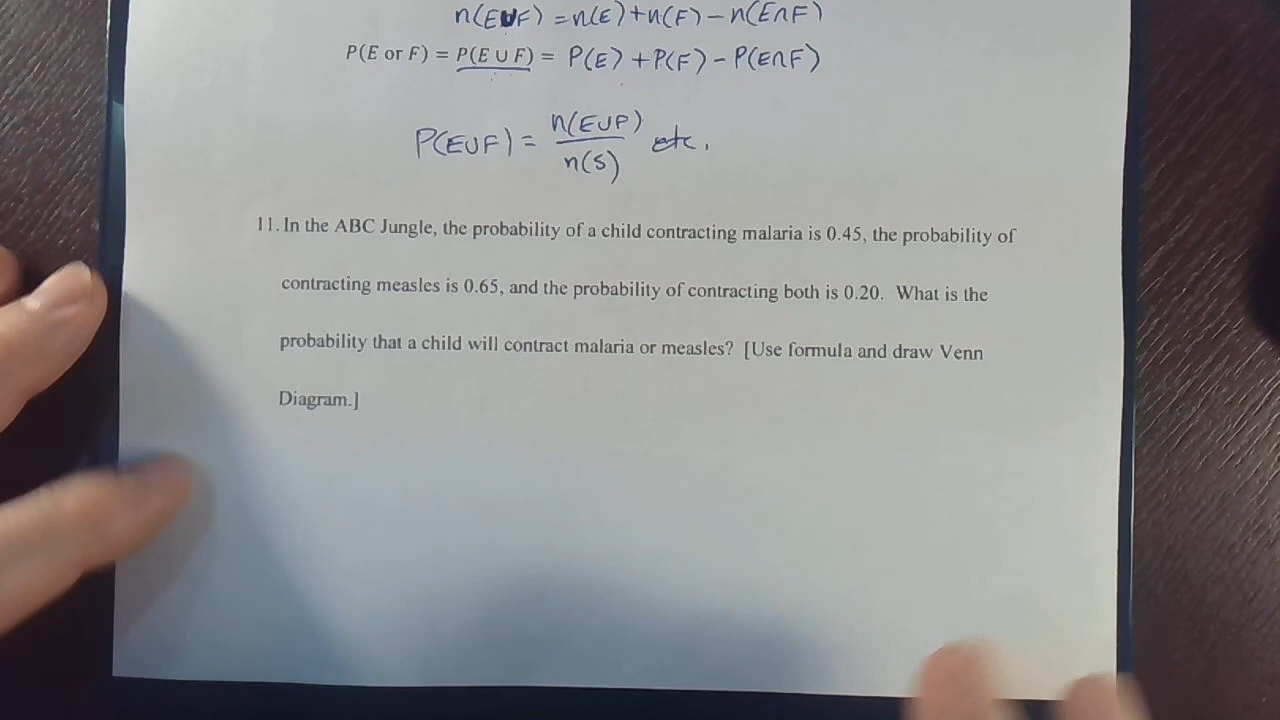 n(E∪F) = n(E) + n(F) - n(E∩F)
P(E or F) = P(E ∪ F) = P(E) + P(F) - P(E∩F)
P(E∪F) = n(E∪F) / n(S) etc.
11. In the ABC Jungle, the probability of a child contracting malaria is 0.45, the probability of
contracting measles is 0.65, and the probability of contracting both is 0.20. What is the
probability that a child will contract malaria or measles? [Use formula and draw Venn
Diagram.]